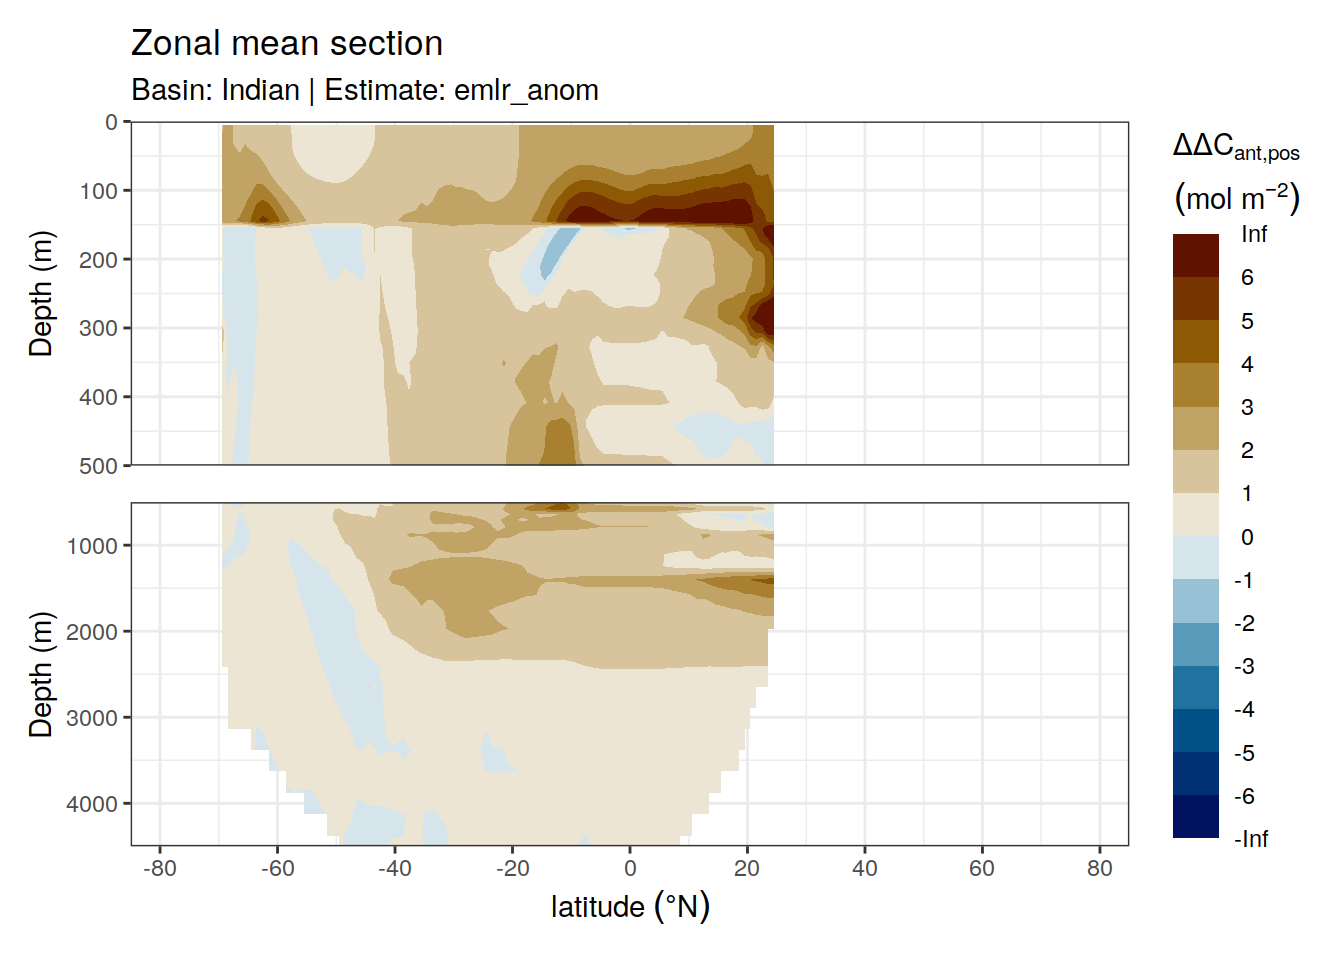 Zonal mean section
Basin: Indian | Estimate: emlr_anom
0
100
200
300
400
500
Depth (m)
1000
2000
3000
4000
Depth (m)
-80 -60 -40 -20 0 20 40 60 80
latitude (°N)
ΔΔCant,pos
(mol m−2)
Inf
6
5
4
3
2
1
0
-1
-2
-3
-4
-5
-6
-Inf